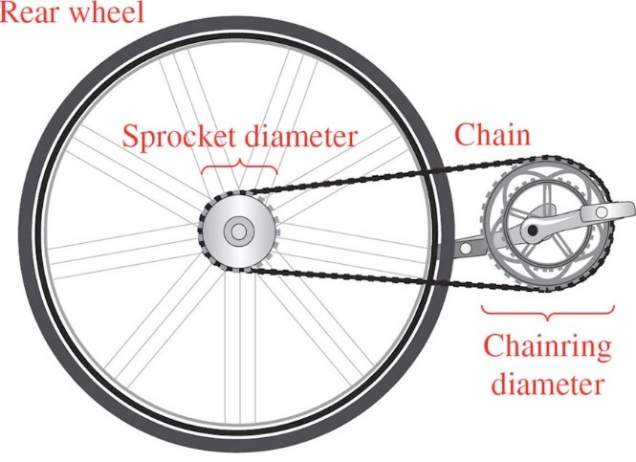 Rear wheel
Sprocket diameter
Chain
Chainring
diameter